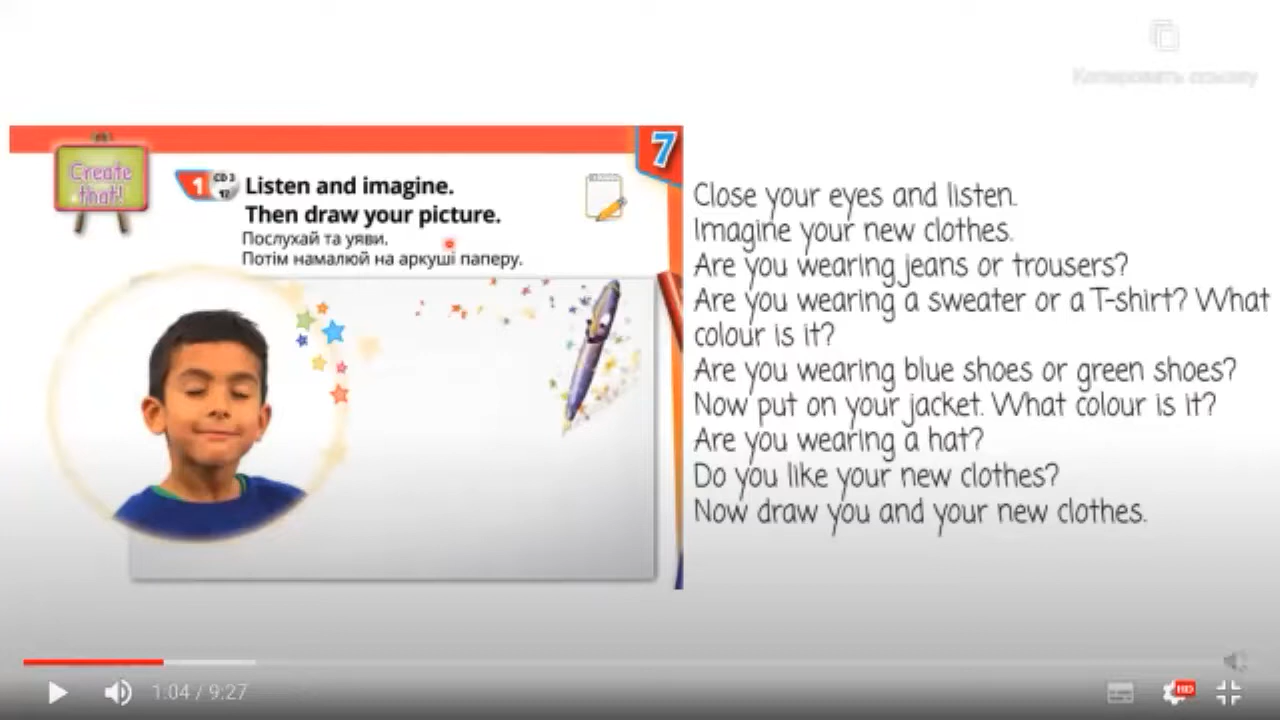 Копировать ссылку
7
Create that!
1 CD 3 12
Listen and imagine.
Then draw your picture.
Послухай та уяви.
Потім намалюй на аркуші паперу.
Close your eyes and listen.
Imagine your new clothes.
Are you wearing jeans or trousers?
Are you wearing a sweater or a T-shirt? What
colour is it?
Are you wearing blue shoes or green shoes?
Now put on your jacket. What colour is it?
Are you wearing a hat?
Do you like your new clothes?
Now draw you and your new clothes.
1:04 / 9:27
HD